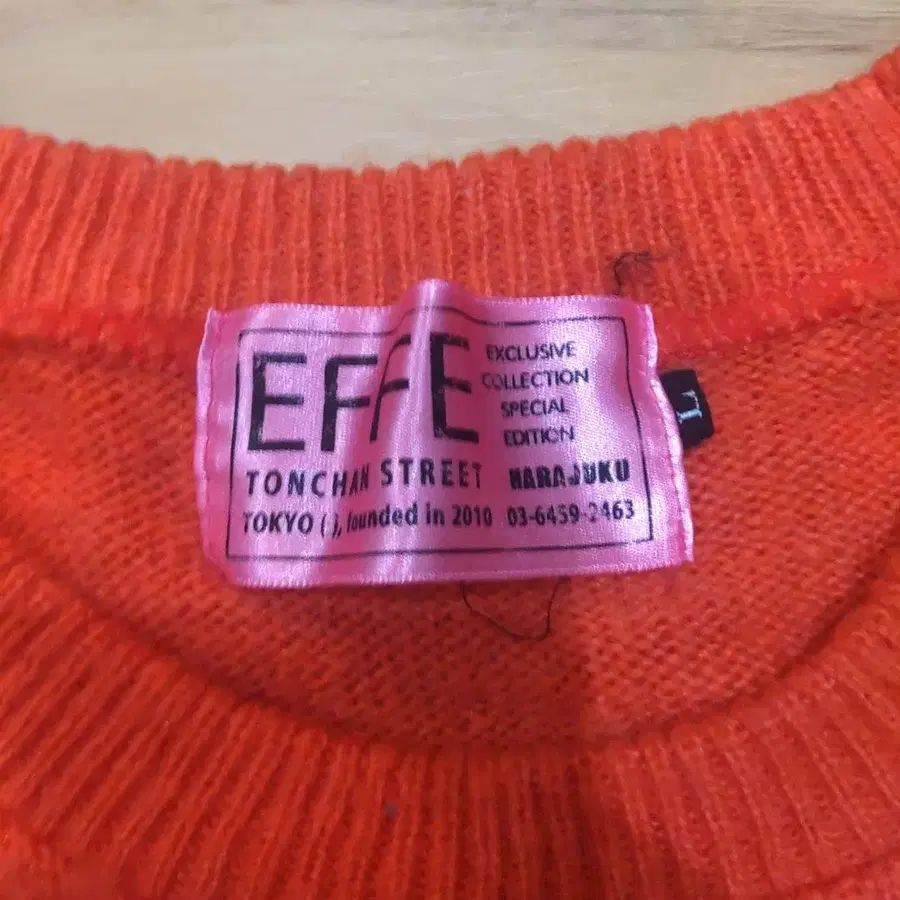 EFFE
EXCLUSIVE
COLLECTION
SPECIAL
EDITION
TONCHAN STREET HARAJUKU
TOKYO ( ), founded in 2010 03-6459-2463
L